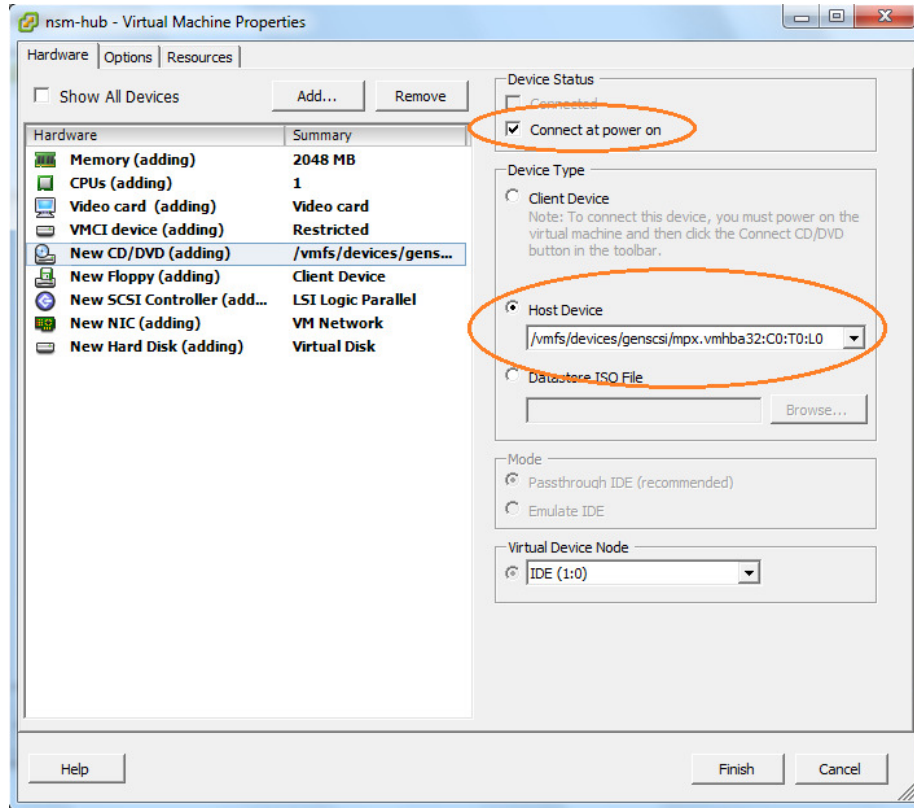 nsm-hub - Virtual Machine Properties
Hardware Options Resources
Show All Devices
Add... Remove
Hardware Summary
Memory (adding) 2048 MB
CPUs (adding) 1
Video card (adding) Video card
VMCI device (adding) Restricted
New CD/DVD (adding) /vmfs/devices/gens...
New Floppy (adding) Client Device
New SCSI Controller (add... LSI Logic Parallel
New NIC (adding) VM Network
New Hard Disk (adding) Virtual Disk
Device Status
Connected
Connect at power on
Device Type
Client Device
Note: To connect this device, you must power on the
virtual machine and then click the Connect CD/DVD
button in the toolbar.
Host Device
/vmfs/devices/genscsi/mpx.vmhba32:C0:T0:L0
Datastore ISO File
Browse...
Mode
Passthrough IDE (recommended)
Emulate IDE
Virtual Device Node
IDE (1:0)
Help Finish Cancel